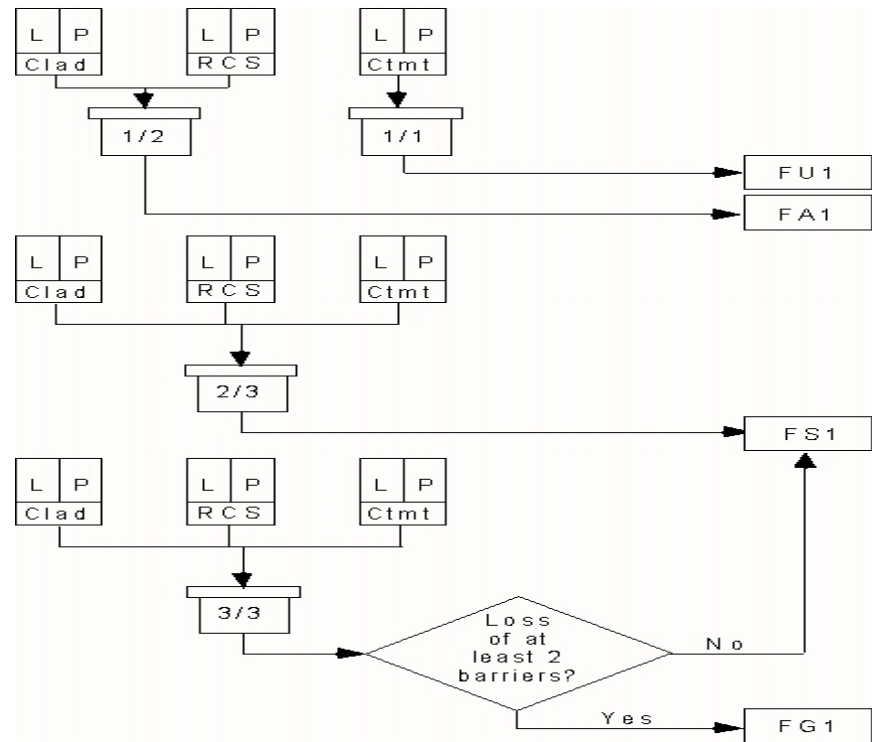 L P L P L P
Clad RCS Ctmt
1/2 1/1
FU1
FA1
L P L P L P
Clad RCS Ctmt
2/3
FS1
L P L P L P
Clad RCS Ctmt
3/3
Loss
of at
least 2
barriers?
No
Yes
FG1